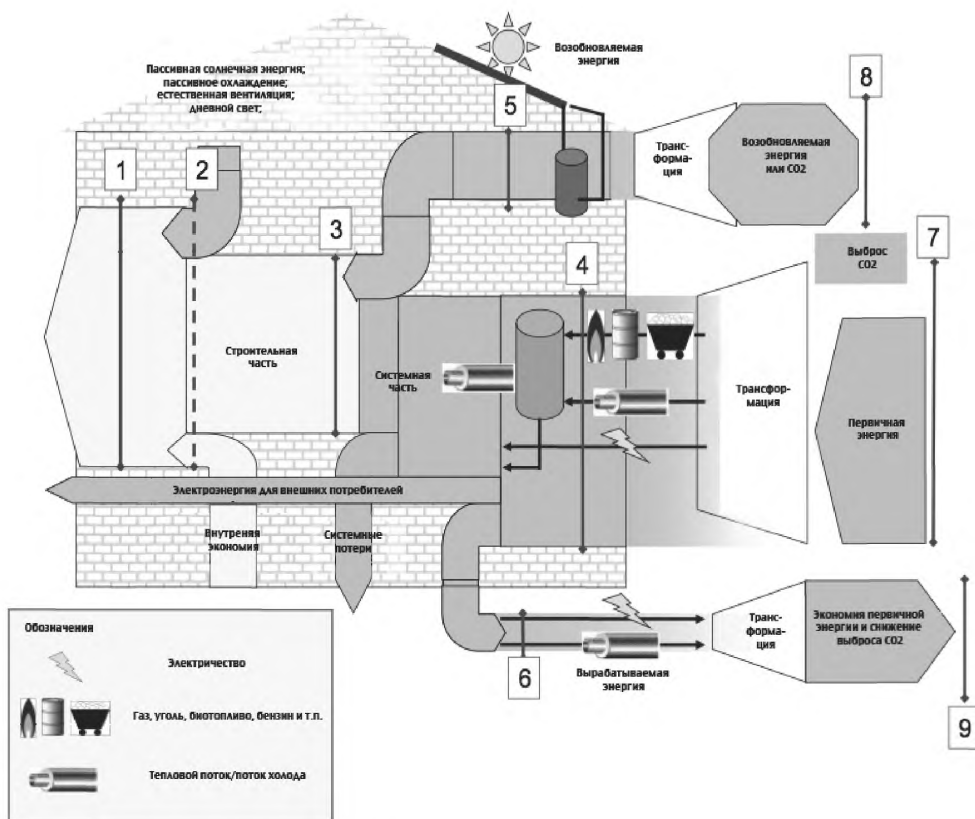 Пассивная солнечная энергия;
пассивное охлаждение;
естественная вентиляция;
дневной свет;
Возобновляемая
энергия
5
8
1
2
Транс-
форма-
ция
Возобновляемая
энергия
или СО2
3
4
7
Выброс
СО2
Строительная
часть
Системная
часть
Трансфор-
мация
Первичная
энергия
Электроэнергия для внешних потребителей
Внутреняя
экономия
Системные
потери
Обозначения
Электричество
Газ, уголь, биотопливо, бензин и т.п.
Тепловой поток/поток холода
6
Вырабатываемая
энергия
Транс-
форма-
ция
Экономия первичной
энергии и снижение
выброса СО2
9